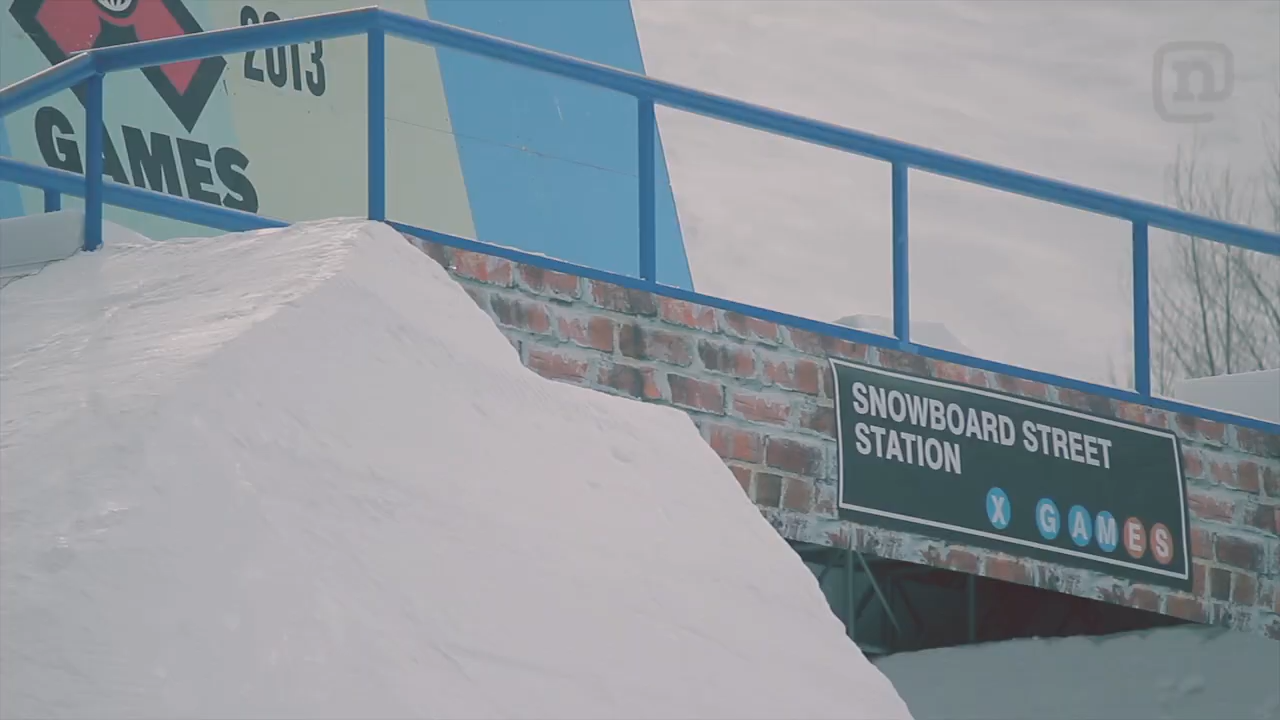 2013
GAMES
n
SNOWBOARD STREET
STATION
X GAMES